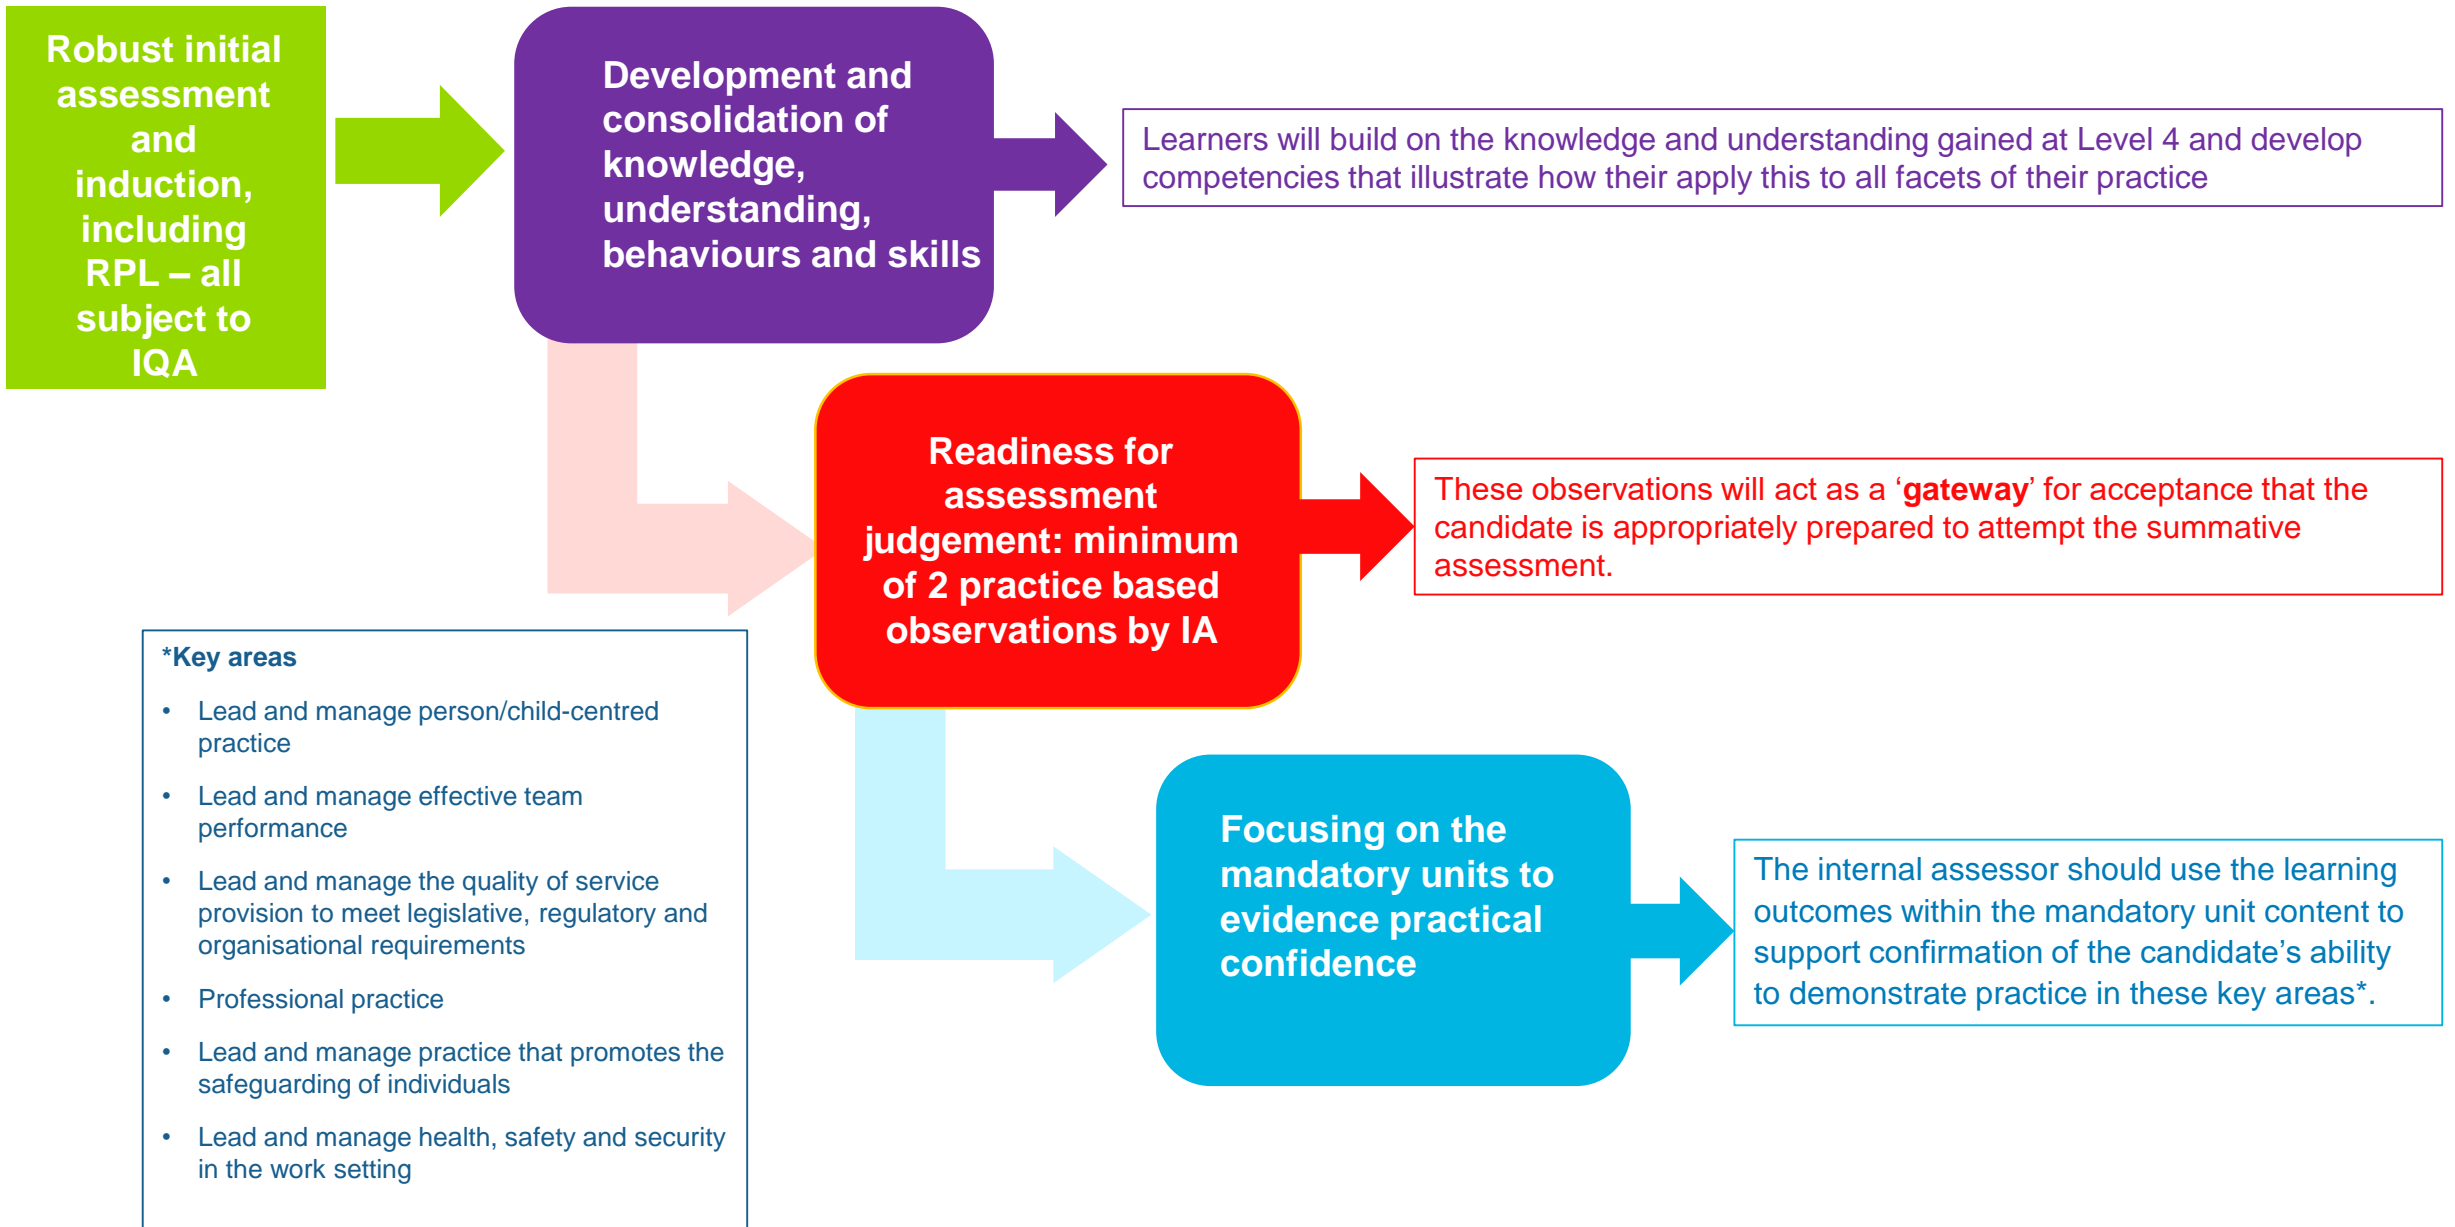 Robust initial
assessment
and
induction,
including
RPL – all
subject to
IQA
Development and
consolidation of
knowledge,
understanding,
behaviours and skills
Learners will build on the knowledge and understanding gained at Level 4 and develop
competencies that illustrate how their apply this to all facets of their practice
Readiness for
assessment
judgement: minimum
of 2 practice based
observations by IA
These observations will act as a ‘gateway’ for acceptance that the
candidate is appropriately prepared to attempt the summative
assessment.
*Key areas
• Lead and manage person/child-centred
practice
• Lead and manage effective team
performance
• Lead and manage the quality of service
provision to meet legislative, regulatory and
organisational requirements
• Professional practice
• Lead and manage practice that promotes the
safeguarding of individuals
• Lead and manage health, safety and security
in the work setting
Focusing on the
mandatory units to
evidence practical
confidence
The internal assessor should use the learning
outcomes within the mandatory unit content to
support confirmation of the candidate’s ability
to demonstrate practice in these key areas*.